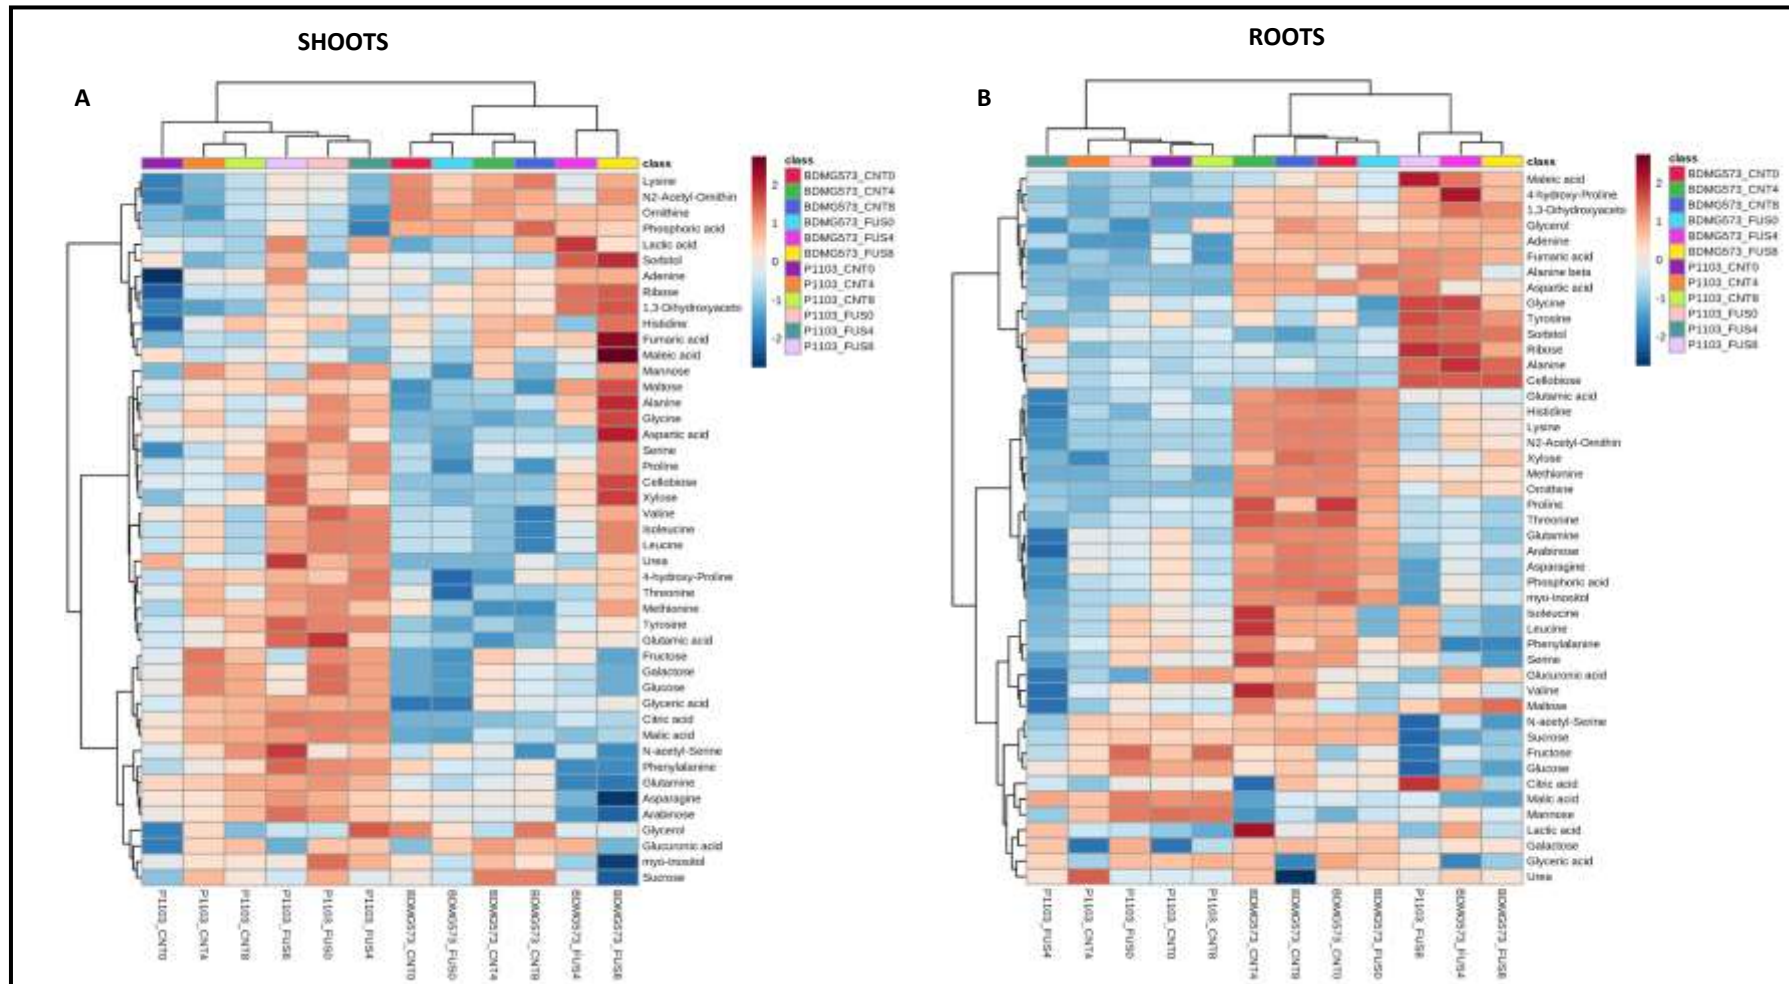 SHOOTS
A
class
BDMG573_CNT0
BDMG573_CNT4
BDMG573_CNT8
BDMG573_FUS0
BDMG573_FUS4
BDMG573_FUS8
P1103_CNT0
P1103_CNT4
P1103_CNT8
P1103_FUS0
P1103_FUS4
P1103_FUS8
2
1
0
-1
-2
class
Lysine
N2-Acetyl-Ornithin
Ornithine
Phosphoric acid
Lactic acid
Sorbitol
Adenine
Ribose
1,3-Dihydroxyaceto
Histidine
Fumaric acid
Maleic acid
Mannose
Maltose
Alanine
Glycine
Aspartic acid
Serine
Proline
Cellobiose
Xylose
Valine
Isoleucine
Leucine
Urea
4-hydroxy-Proline
Threonine
Methionine
Tyrosine
Glutamic acid
Fructose
Galactose
Glucose
Glyceric acid
Citric acid
Malic acid
N-acetyl-Serine
Phenylalanine
Glutamine
Asparagine
Arabinose
Glycerol
Glucuronic acid
myo-Inositol
Sucrose
P1103_CNT0
P1103_CNT4
P1103_CNT8
P1103_FUS8
P1103_FUS0
P1103_FUS4
BDMG573_CNT0
BDMG573_FUS0
BDMG573_CNT4
BDMG573_CNT8
BDMG573_FUS4
BDMG573_FUS8
ROOTS
B
class
BDMG573_CNT0
BDMG573_CNT4
BDMG573_CNT8
BDMG573_FUS0
BDMG573_FUS4
BDMG573_FUS8
P1103_CNT0
P1103_CNT4
P1103_CNT8
P1103_FUS0
P1103_FUS4
P1103_FUS8
2
1
0
-1
-2
class
Maleic acid
4-hydroxy-Proline
1,3-Dihydroxyaceto
Glycerol
Adenine
Fumaric acid
Alanine beta
Aspartic acid
Glycine
Tyrosine
Sorbitol
Ribose
Alanine
Cellobiose
Glutamic acid
Histidine
Lysine
N2-Acetyl-Ornithin
Xylose
Methionine
Ornithine
Proline
Threonine
Glutamine
Arabinose
Asparagine
Phosphoric acid
myo-Inositol
Isoleucine
Leucine
Phenylalanine
Serine
Glucuronic acid
Valine
Maltose
N-acetyl-Serine
Sucrose
Fructose
Glucose
Citric acid
Malic acid
Mannose
Lactic acid
Galactose
Glyceric acid
Urea
P1103_FUS4
P1103_CNT4
P1103_FUS0
P1103_CNT0
P1103_CNT8
BDMG573_CNT4
BDMG573_CNT8
BDMG573_CNT0
BDMG573_FUS0
P1103_FUS8
BDMG573_FUS4
BDMG573_FUS8